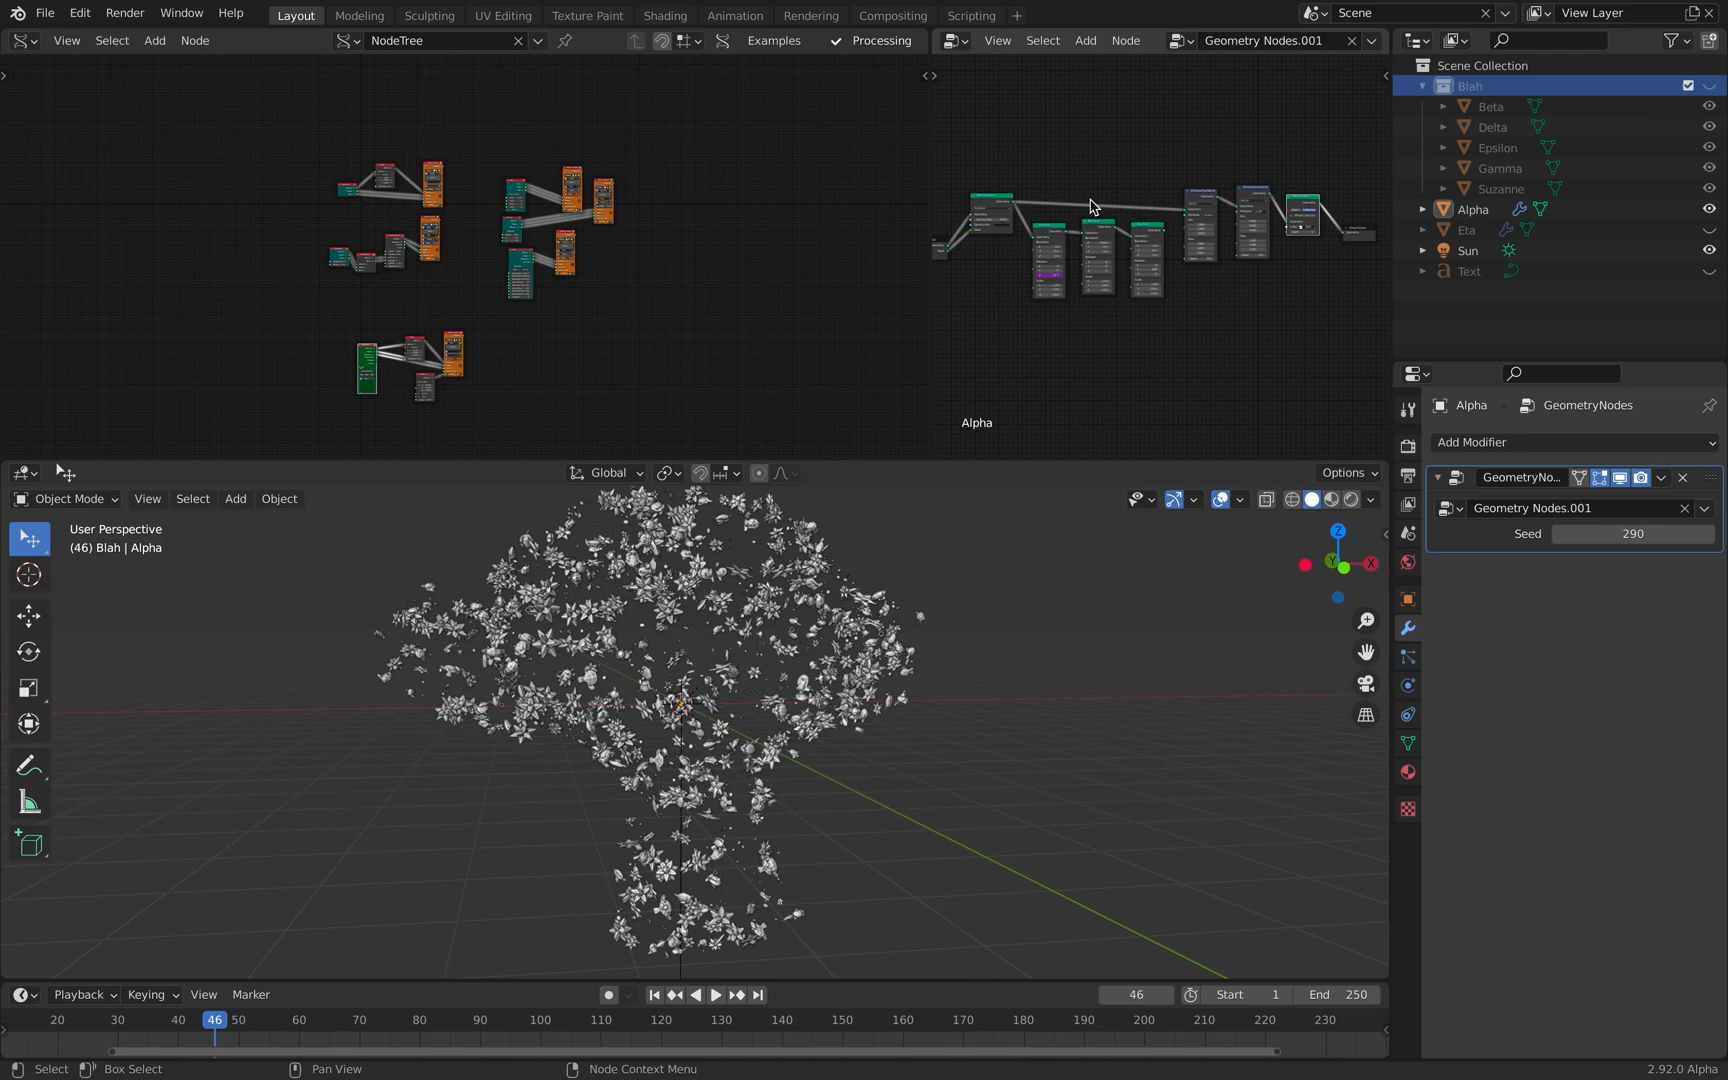 File Edit Render Window Help Layout Modeling Sculpting UV Editing Texture Paint Shading Animation Rendering Compositing Scripting + Scene View Layer
View Select Add Node NodeTree Examples Processing View Select Add Node Geometry Nodes.001
Scene Collection
Blah
Beta
Delta
Epsilon
Gamma
Suzanne
Alpha
Eta
Sun
Text
Alpha
Alpha GeometryNodes
Add Modifier
GeometryNo...
Geometry Nodes.001
Seed 290
Global Options
Object Mode View Select Add Object
User Perspective
(46) Blah | Alpha
Z
Y
X
Playback Keying View Marker 46 Start 1 End 250
20 30 40 46 50 60 70 80 90 100 110 120 130 140 150 160 170 180 190 200 210 220 230
Select Box Select Pan View Node Context Menu 2.92.0 Alpha